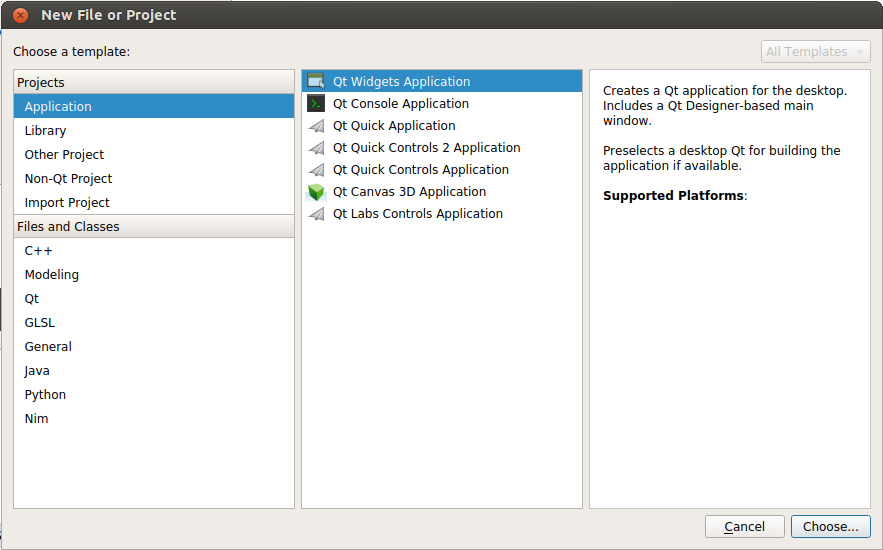 New File or Project
Choose a template:
All Templates
Projects
Application
Library
Other Project
Non-Qt Project
Import Project
Files and Classes
C++
Modeling
Qt
GLSL
General
Java
Python
Nim
Qt Widgets Application
Qt Console Application
Qt Quick Application
Qt Quick Controls 2 Application
Qt Quick Controls Application
Qt Canvas 3D Application
Qt Labs Controls Application
Creates a Qt application for the desktop.
Includes a Qt Designer-based main
window.
Preselects a desktop Qt for building the
application if available.
Supported Platforms:
Cancel
Choose...